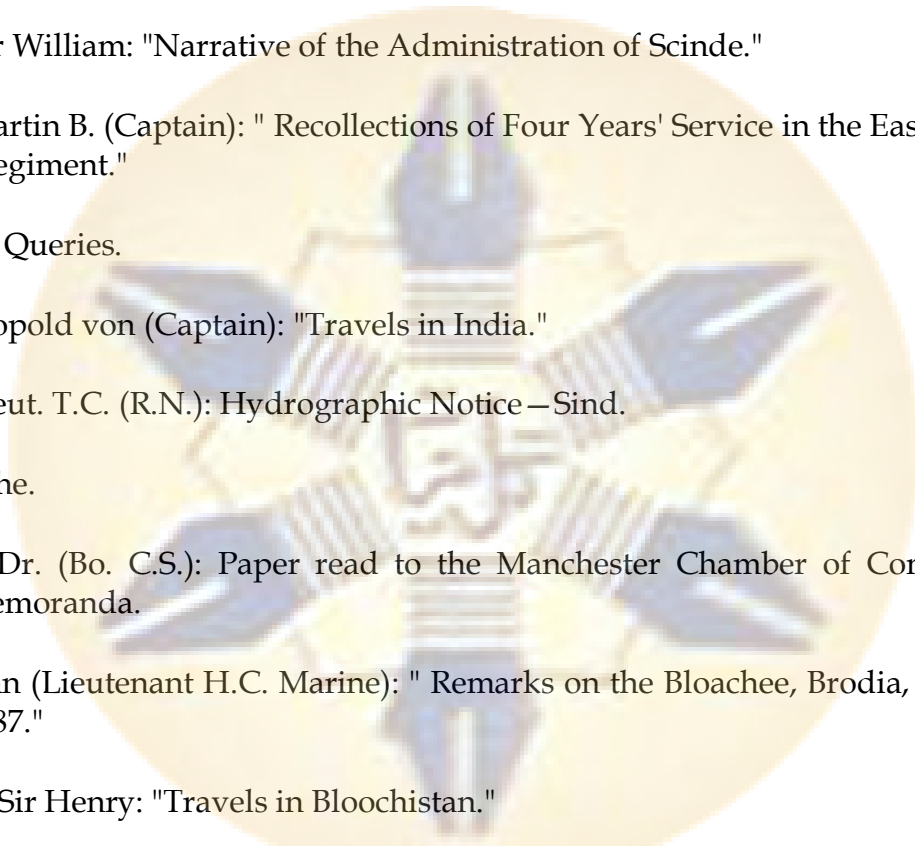 r William: "Narrative of the Administration of Scinde."
artin B. (Captain): " Recollections of Four Years' Service in the Eas
egiment."
Queries.
opold von (Captain): "Travels in India."
eut. T.C. (R.N.): Hydrographic Notice—Sind.
he.
Dr. (Bo. C.S.): Paper read to the Manchester Chamber of Cor
emoranda.
n (Lieutenant H.C. Marine): " Remarks on the Bloachee, Brodia,
87."
Sir Henry: "Travels in Bloochistan."